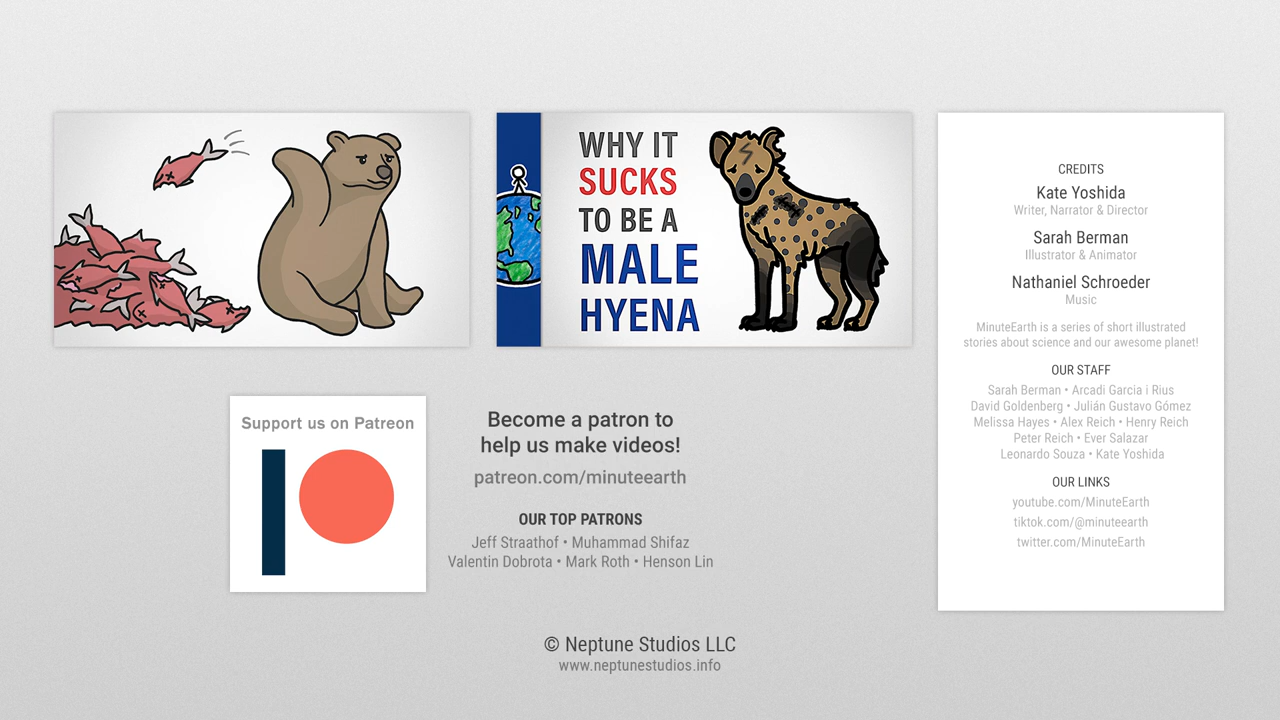 WHY IT
SUCKS
TO BE A
MALE
HYENA
Support us on Patreon
Become a patron to
help us make videos!
patreon.com/minuteearth
OUR TOP PATRONS
Jeff Straathof • Muhammad Shifaz
Valentin Dobrota • Mark Roth • Henson Lin
CREDITS
Kate Yoshida
Writer, Narrator & Director
Sarah Berman
Illustrator & Animator
Nathaniel Schroeder
Music
MinuteEarth is a series of short illustrated
stories about science and our awesome planet!
OUR STAFF
Sarah Berman • Arcadi Garcia i Rius
David Goldenberg • Julián Gustavo Gómez
Melissa Hayes • Alex Reich • Henry Reich
Peter Reich • Ever Salazar
Leonardo Souza • Kate Yoshida
OUR LINKS
youtube.com/MinuteEarth
tiktok.com/@minuteearth
twitter.com/MinuteEarth
© Neptune Studios LLC
www.neptunestudios.info